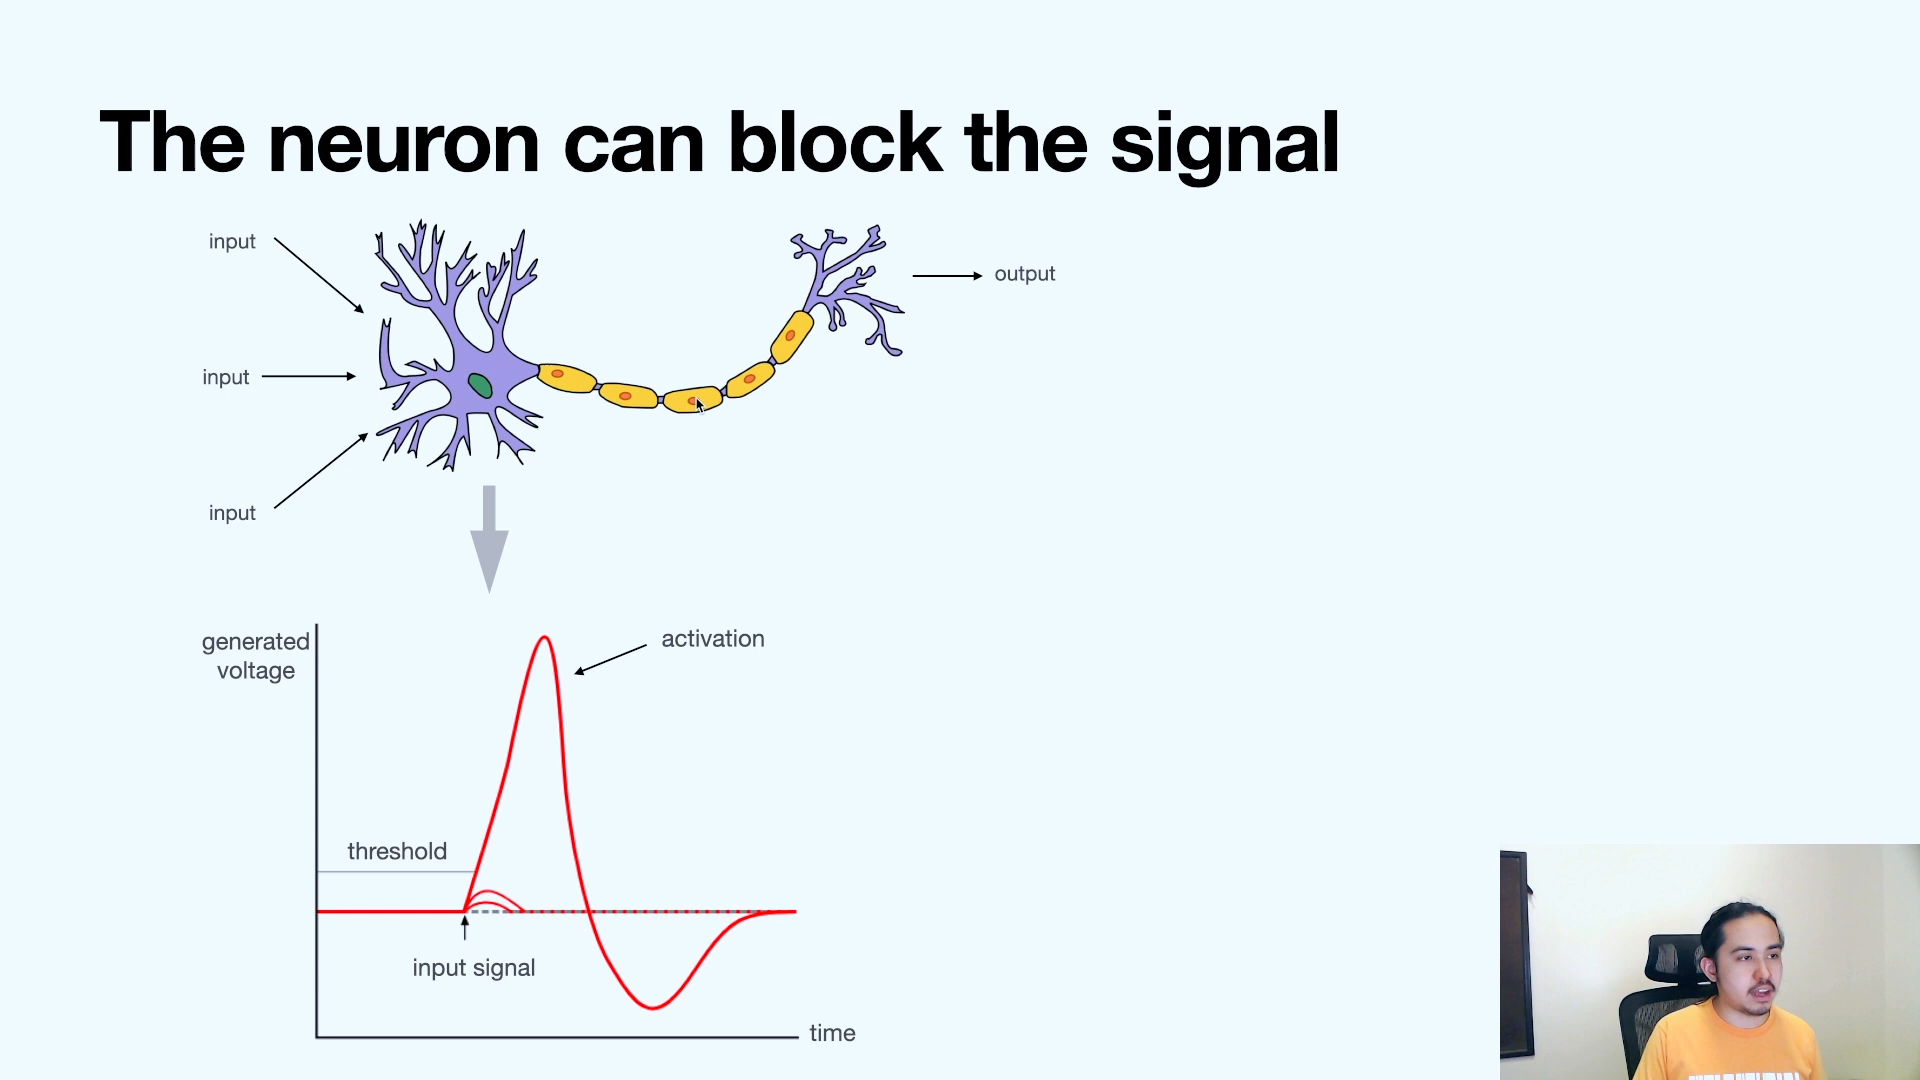 The neuron can block the signal
input
output
input
input
generated
voltage
activation
threshold
input signal
time